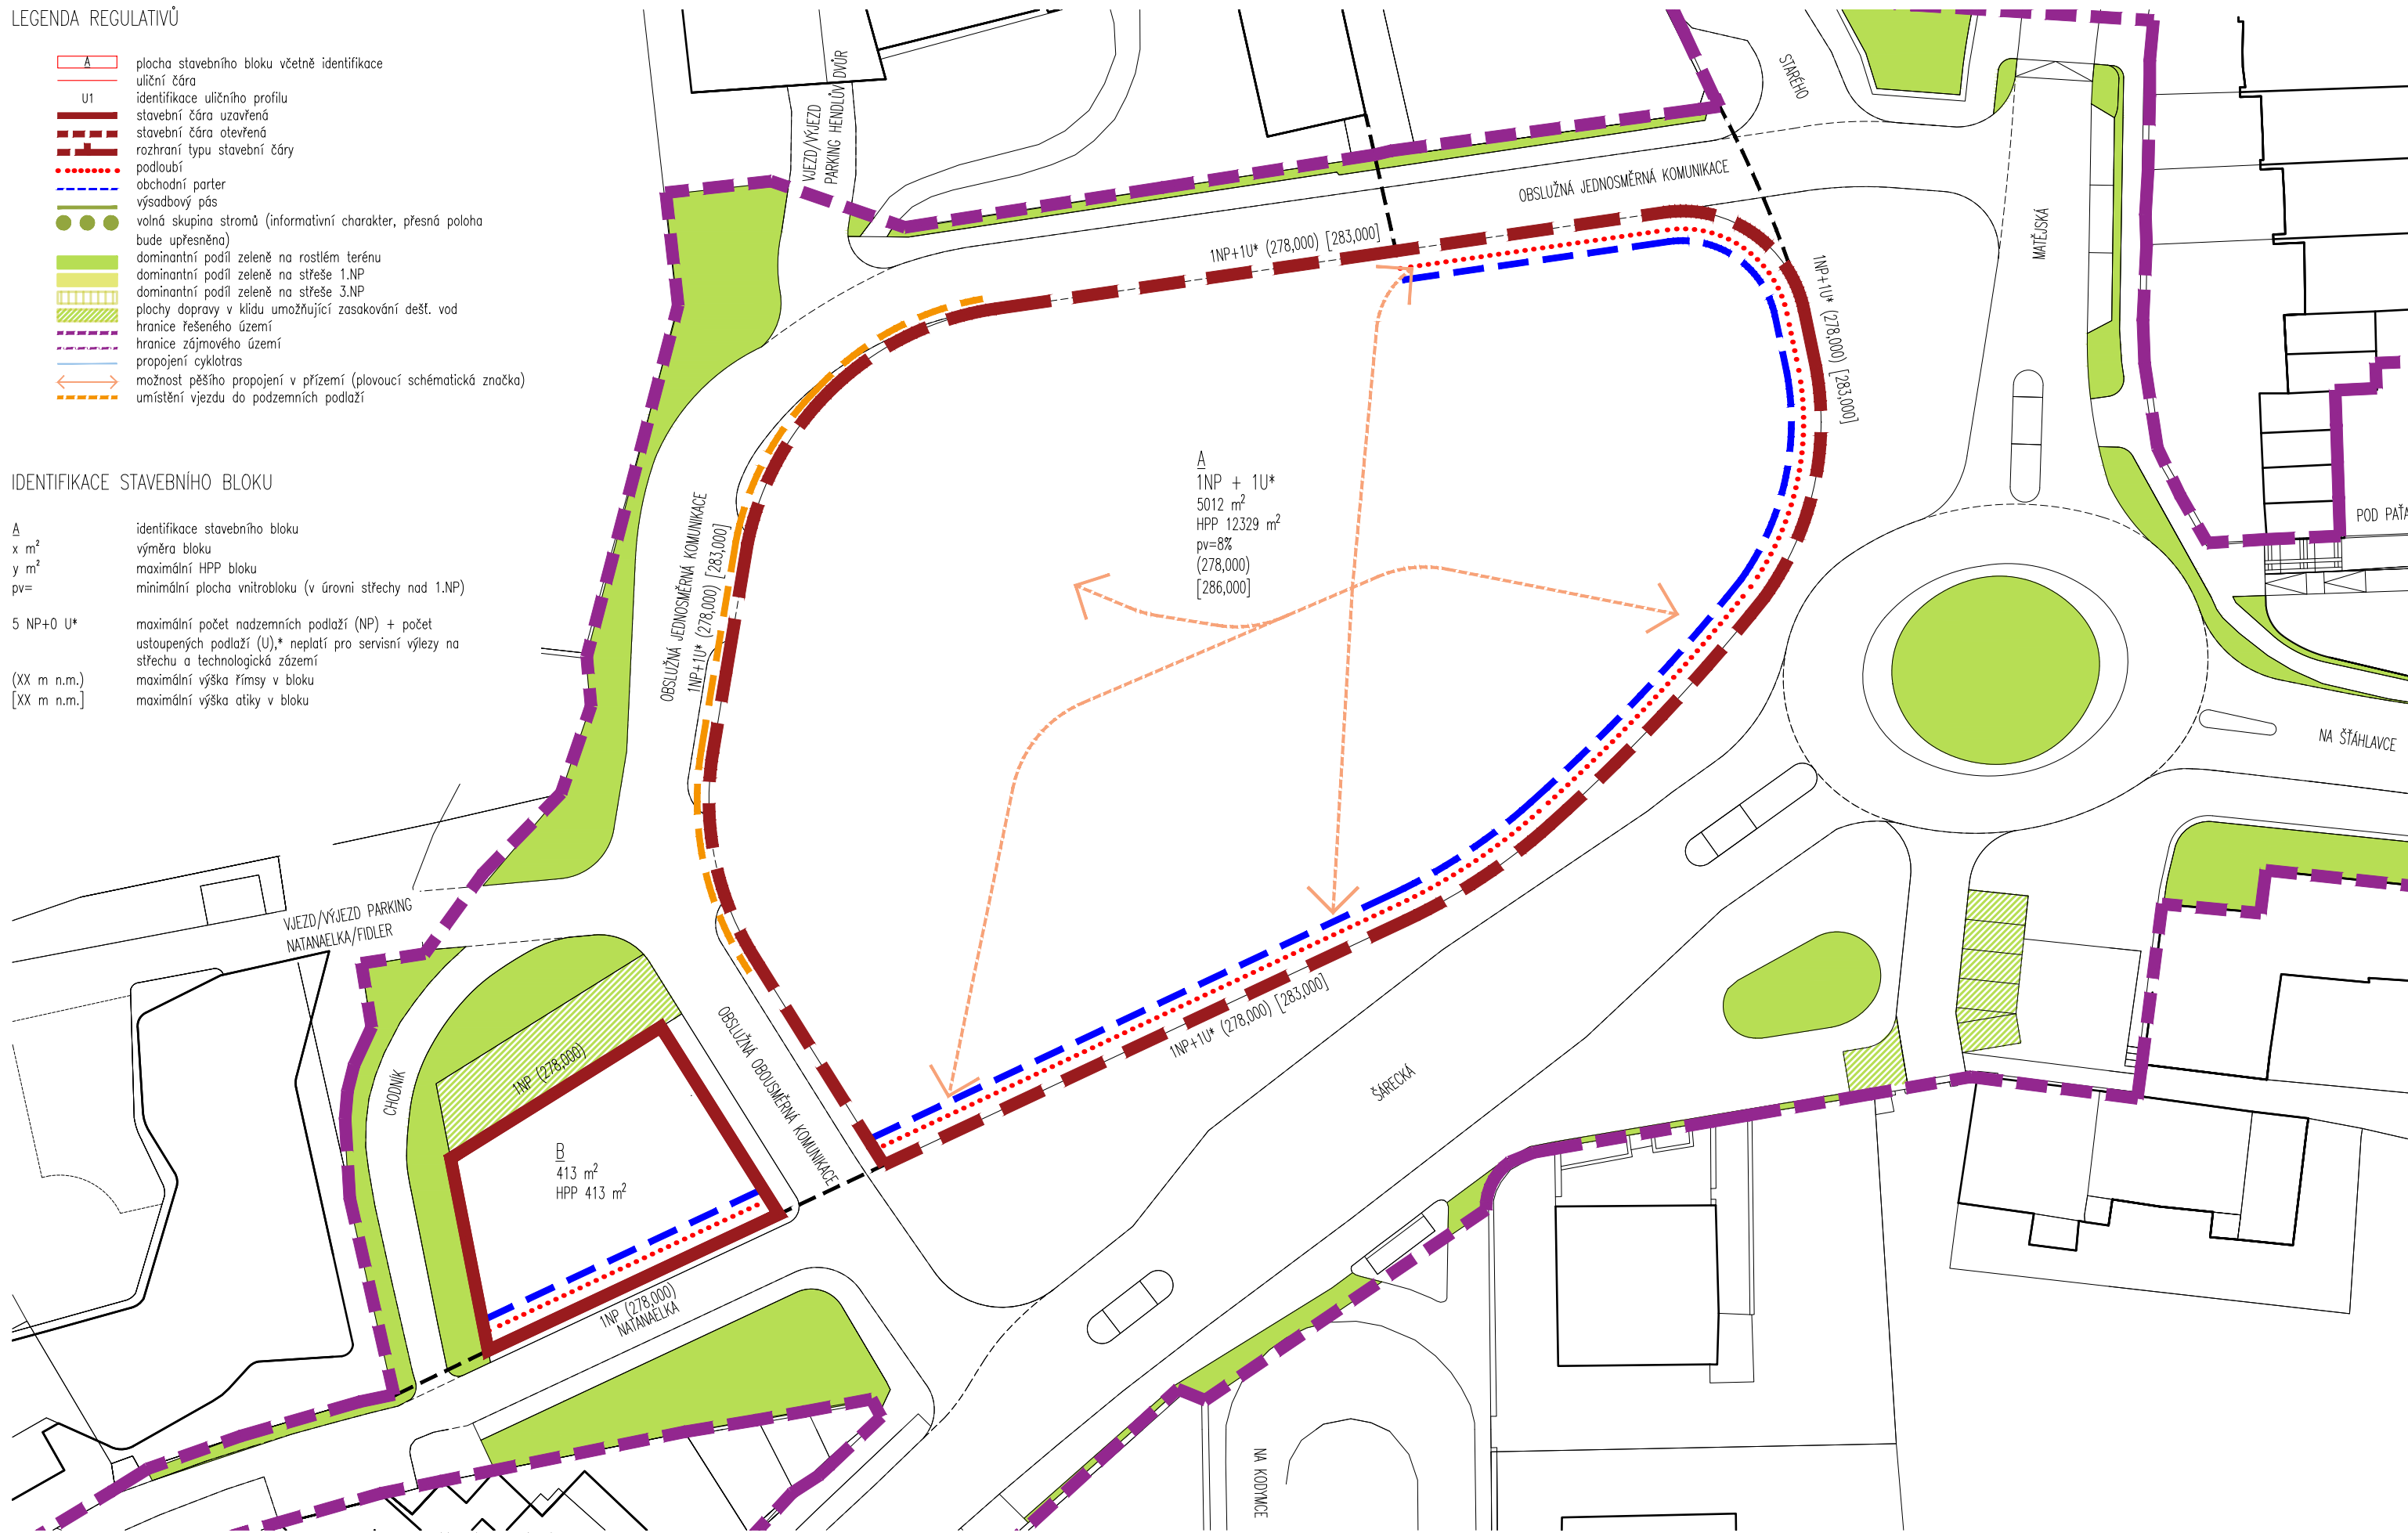 LEGENDA REGULATIVŮ
A plocha stavebního bloku včetně identifikace
uliční čára
U1 identifikace uličního profilu
stavební čára uzavřená
stavební čára otevřená
rozhraní typu stavební čáry
podloubí
obchodní parter
výsadbový pás
volná skupina stromů (informativní charakter, přesná poloha
bude upřesněna)
dominantní podíl zeleně na rostlém terénu
dominantní podíl zeleně na střeše 1.NP
dominantní podíl zeleně na střeše 3.NP
plochy dopravy v klidu umožňující zasakování dešť. vod
hranice řešeného území
hranice zájmového území
propojení cyklotras
možnost pěšího propojení v přízemí (plovoucí schématická značka)
umístění vjezdu do podzemních podlaží
IDENTIFIKACE STAVEBNÍHO BLOKU
A identifikace stavebního bloku
x m² výměra bloku
y m² maximální HPP bloku
pv= minimální plocha vnitrobloku (v úrovni střechy nad 1.NP)
5 NP+0 U* maximální počet nadzemních podlaží (NP) + počet
ustoupených podlaží (U),* neplatí pro servisní výlezy na
střechu a technologická zázemí
(XX m n.m.) maximální výška římsy v bloku
[XX m n.m.] maximální výška atiky v bloku
VJEZD/VÝJEZD
PARKING HENDLŮV DVŮR
STARÉHO
OBSLUŽNÁ JEDNOSMĚRNÁ KOMUNIKACE
1NP+1U* (278,000) [283,000]
MATĚJSKÁ
1NP+1U* (278,000) [283,000]
A
1NP + 1U*
5012 m²
HPP 12329 m²
pv=8%
(278,000)
[286,000]
OBSLUŽNÁ JEDNOSMĚRNÁ KOMUNIKACE
1NP+1U* (278,000) [283,000]
POD PAŤA
NA ŠŤÁHLAVCE
VJEZD/VÝJEZD PARKING
NATANAELKA/FIDLER
1NP+1U* (278,000) [283,000]
OBSLUŽNÁ OBOUSMĚRNÁ KOMUNIKACE
ŠÁRECKÁ
CHODNÍK
1NP (278,000)
B
413 m²
HPP 413 m²
1NP (278,000)
NATANAELKA
NA KODYMCE